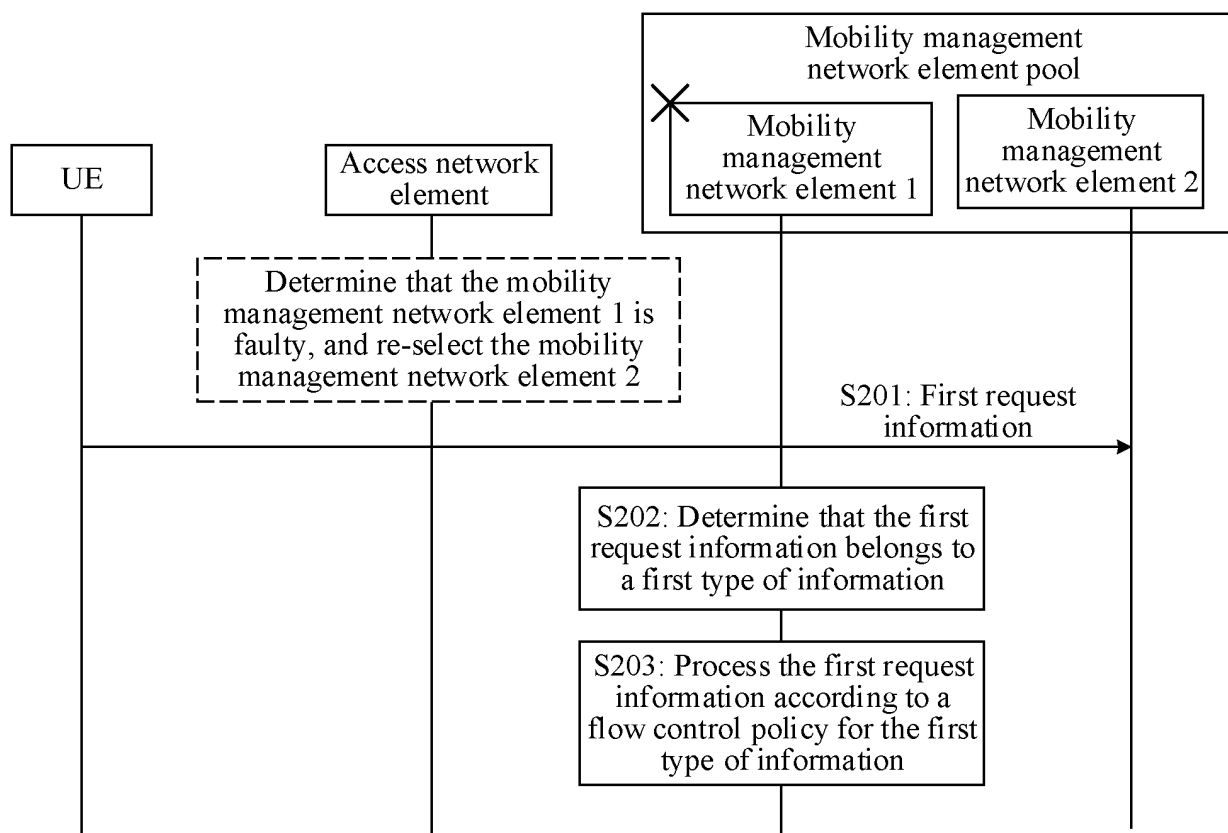 Mobility management
network element pool
UE
Access network
element
Mobility
management
network element 1
Mobility
management
network element 2
Determine that the mobility
management network element 1 is
faulty, and re-select the mobility
management network element 2
S201: First request
information
S202: Determine that the first
request information belongs to
a first type of information
S203: Process the first request
information according to a
flow control policy for the first
type of information